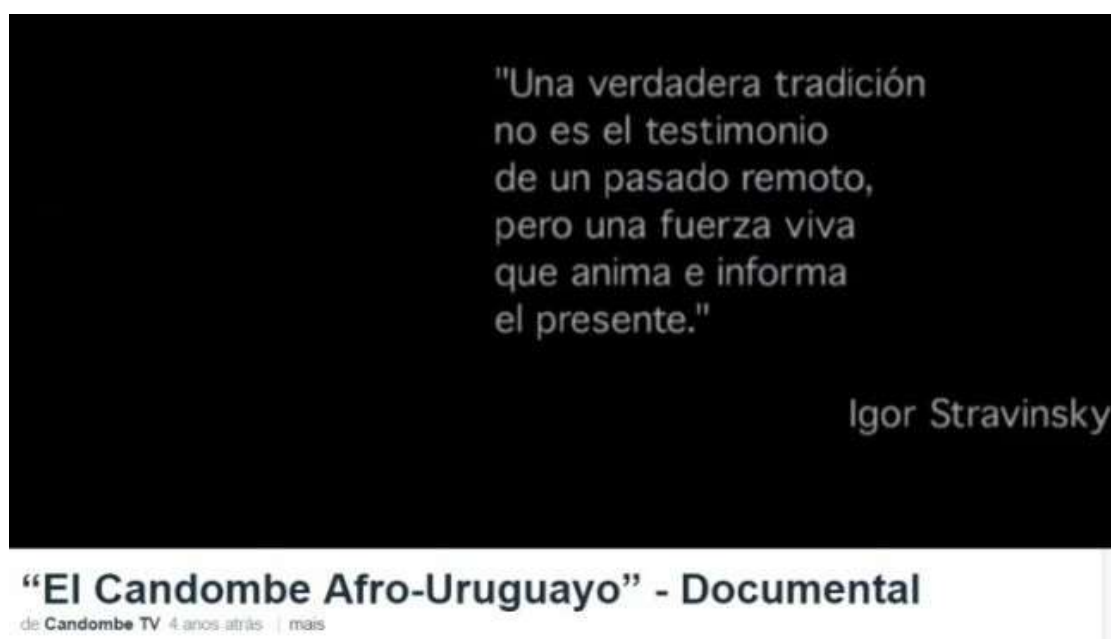 "Una verdadera tradición
no es el testimonio
de un pasado remoto,
pero una fuerza viva
que anima e informa
el presente."
Igor Stravinsky
“El Candombe Afro-Uruguayo” - Documental
de Candombe TV 4 anos atrás | mais